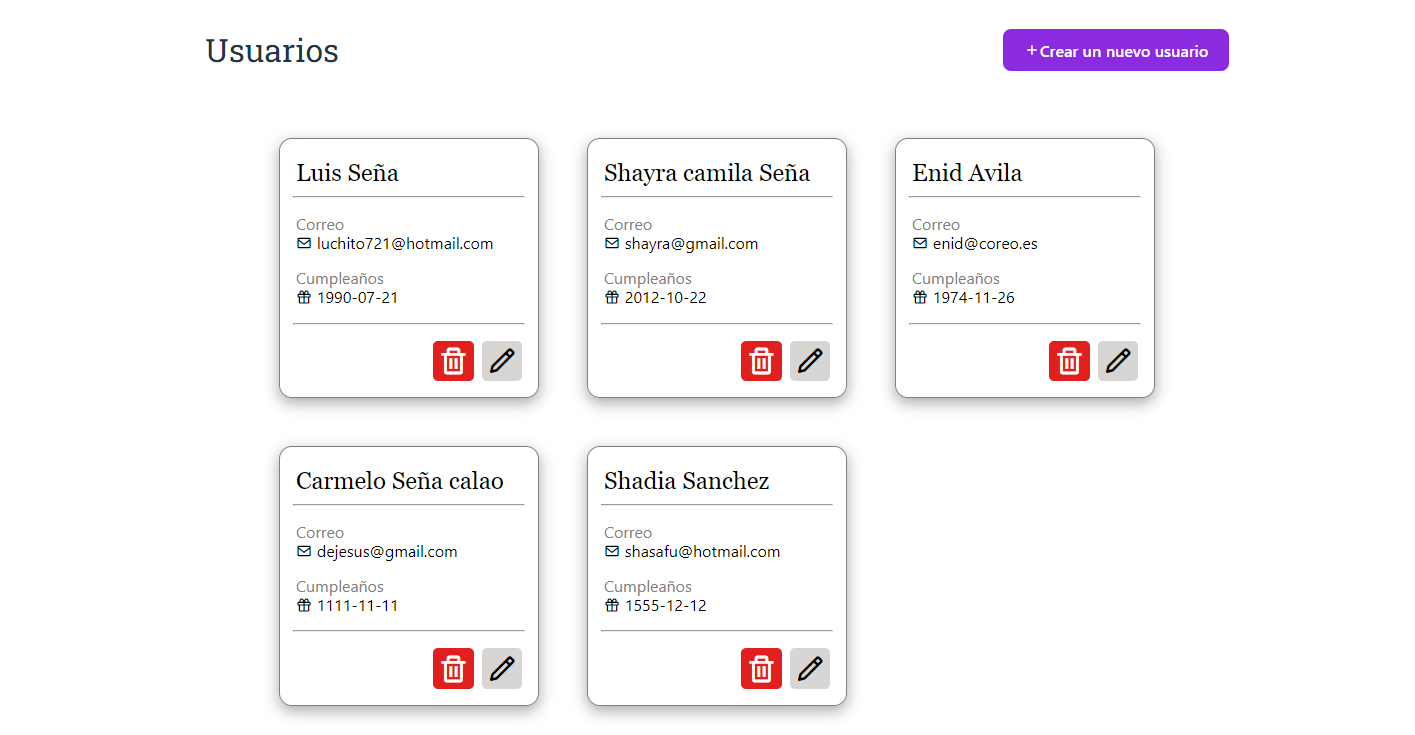 Usuarios
+Crear un nuevo usuario
Luis Seña
Correo
luchito721@hotmail.com
Cumpleaños
1990-07-21
Shayra camila Seña
Correo
shayra@gmail.com
Cumpleaños
2012-10-22
Enid Avila
Correo
enid@coreo.es
Cumpleaños
1974-11-26
Carmelo Seña calao
Correo
dejesus@gmail.com
Cumpleaños
1111-11-11
Shadia Sanchez
Correo
shasafu@hotmail.com
Cumpleaños
1555-12-12